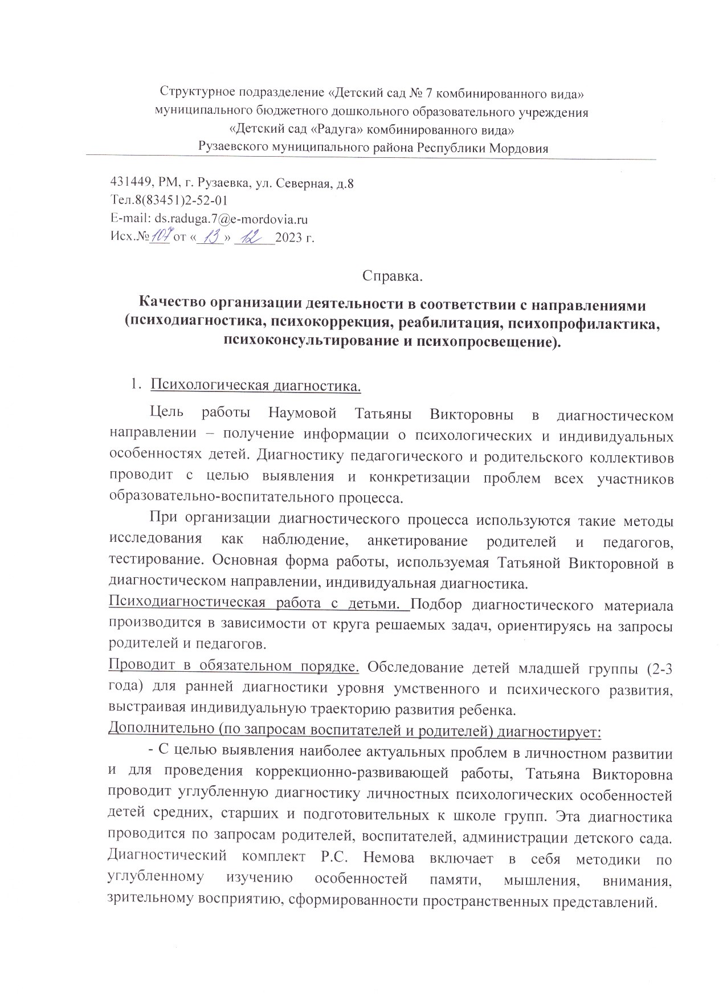 Структурное подразделение «Детский сад № 7 комбинированного вида»
муниципального бюджетного дошкольного образовательного учреждения
«Детский сад «Радуга» комбинированного вида»
Рузаевского муниципального района Республики Мордовия
431449, РМ, г. Рузаевка, ул. Северная, д.8
Тел.8(83451)2-52-01
E-mail: ds.raduga.7@e-mordovia.ru
Исх.№ 107 от « 13 » 12 2023 г.
Справка.
Качество организации деятельности в соответствии с направлениями
(психодиагностика, психокоррекция, реабилитация, психопрофилактика,
психоконсультирование и психопросвещение).
1. Психологическая диагностика.
Цель работы Наумовой Татьяны Викторовны в диагностическом
направлении – получение информации о психологических и индивидуальных
особенностях детей. Диагностику педагогического и родительского коллективов
проводит с целью выявления и конкретизации проблем всех участников
образовательно-воспитательного процесса.
При организации диагностического процесса используются такие методы
исследования как наблюдение, анкетирование родителей и педагогов,
тестирование. Основная форма работы, используемая Татьяной Викторовной в
диагностическом направлении, индивидуальная диагностика.
Психодиагностическая работа с детьми. Подбор диагностического материала
производится в зависимости от круга решаемых задач, ориентируясь на запросы
родителей и педагогов.
Проводит в обязательном порядке. Обследование детей младшей группы (2-3
года) для ранней диагностики уровня умственного и психического развития,
выстраивая индивидуальную траекторию развития ребенка.
Дополнительно (по запросам воспитателей и родителей) диагностирует:
- С целью выявления наиболее актуальных проблем в личностном развитии
и для проведения коррекционно-развивающей работы, Татьяна Викторовна
проводит углубленную диагностику личностных психологических особенностей
детей средних, старших и подготовительных к школе групп. Эта диагностика
проводится по запросам родителей, воспитателей, администрации детского сада.
Диагностический комплект Р.С. Немова включает в себя методики по
углубленному изучению особенностей памяти, мышления, внимания,
зрительному восприятию, сформированности пространственных представлений.